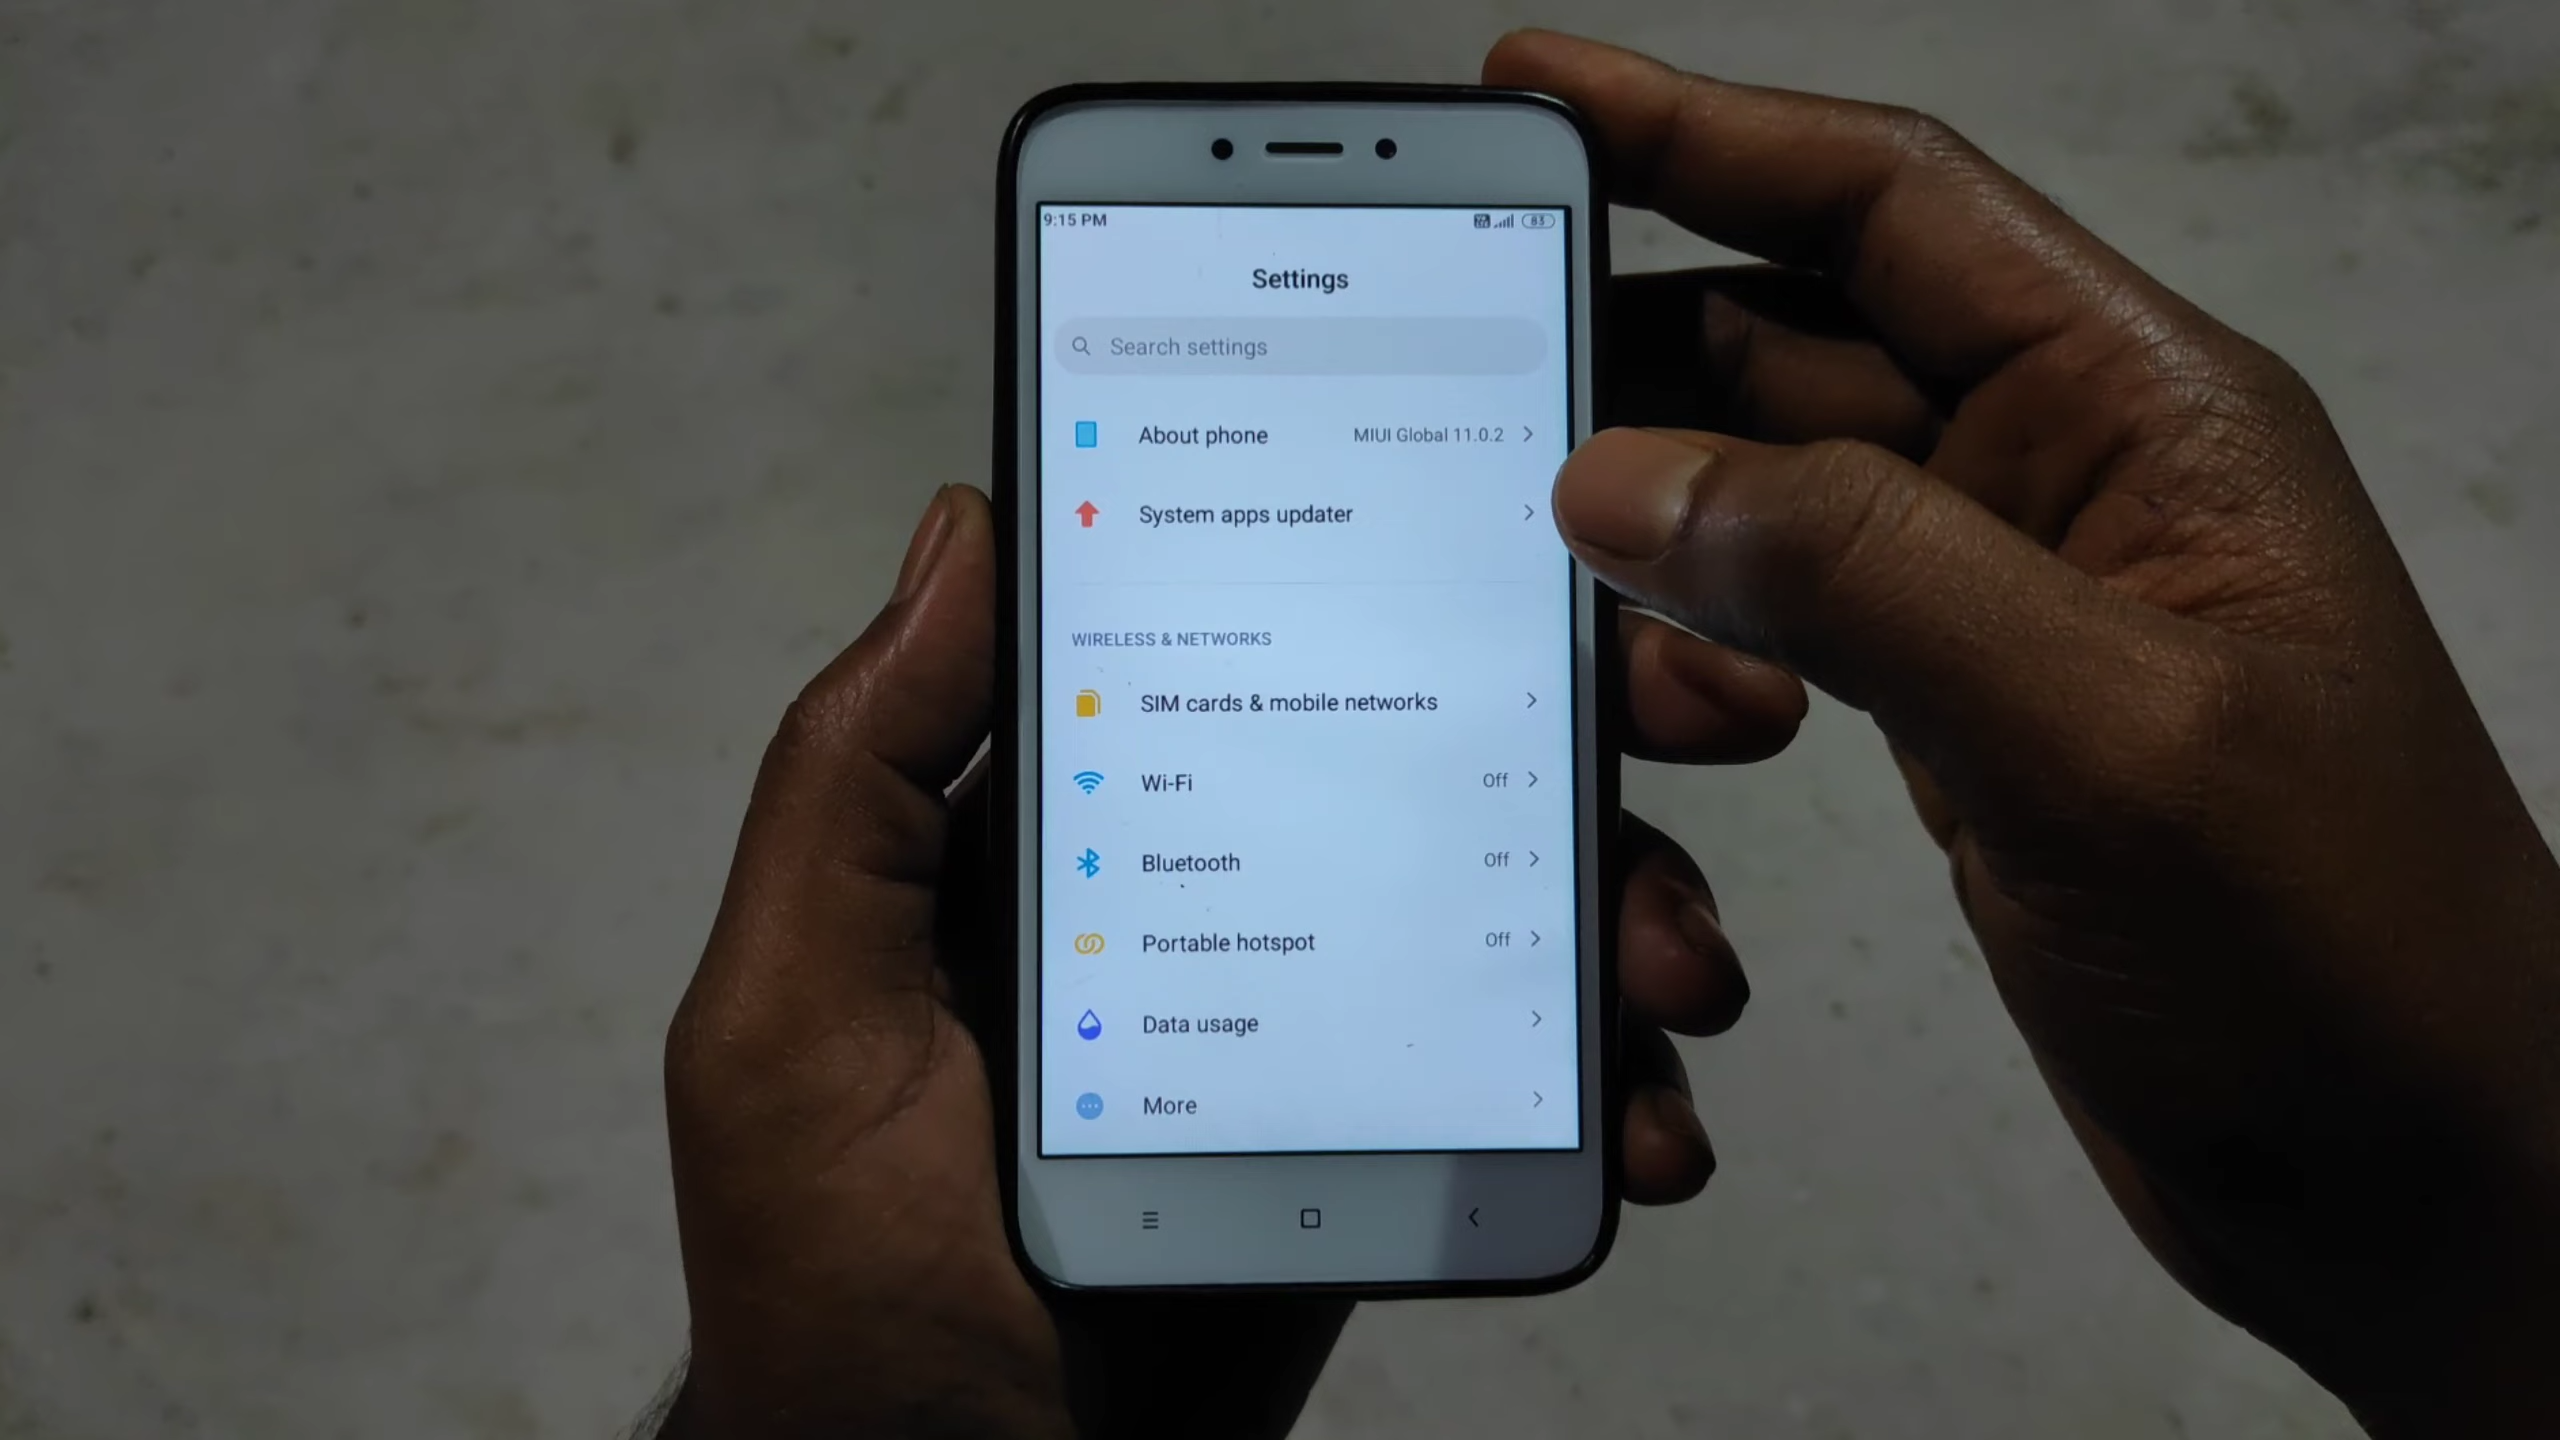 9:15 PM
83
Settings
Search settings
About phone MIUI Global 11.0.2
System apps updater
WIRELESS & NETWORKS
SIM cards & mobile networks
Wi-Fi Off
Bluetooth Off
Portable hotspot Off
Data usage
More